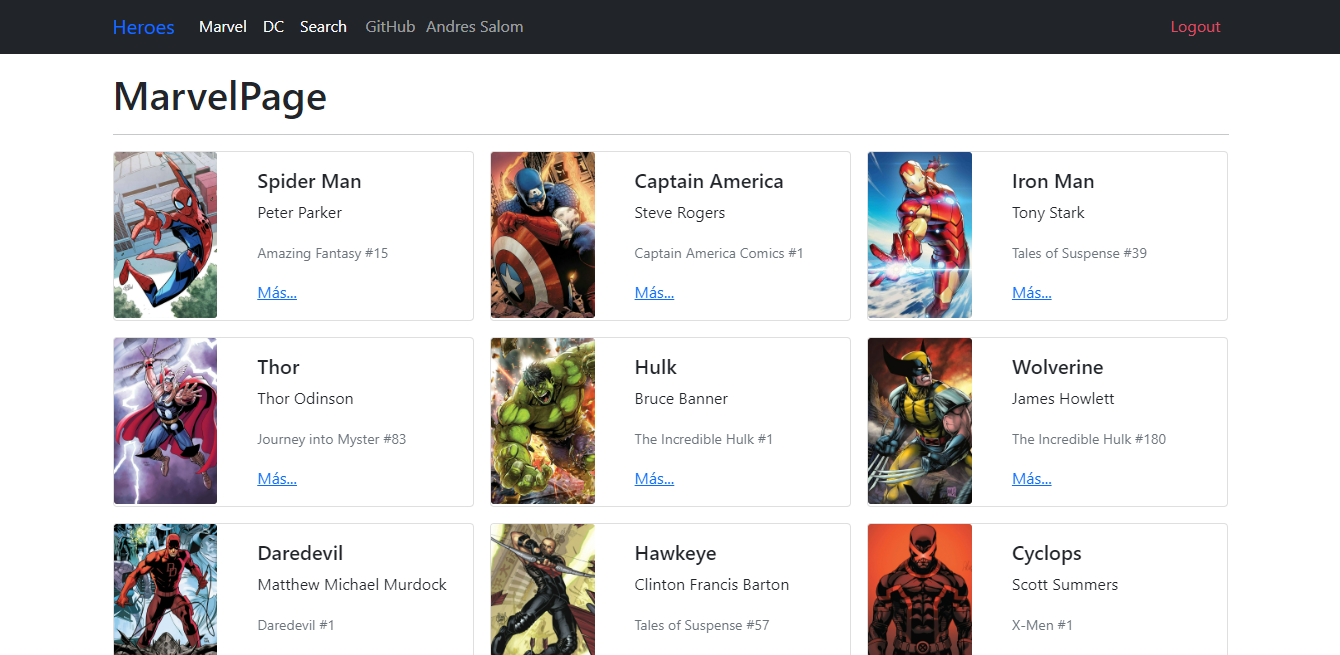 Heroes Marvel DC Search GitHub Andres Salom Logout
MarvelPage
Spider Man
Peter Parker
Amazing Fantasy #15
Más...
Captain America
Steve Rogers
Captain America Comics #1
Más...
Iron Man
Tony Stark
Tales of Suspense #39
Más...
Thor
Thor Odinson
Journey into Myster #83
Más...
Hulk
Bruce Banner
The Incredible Hulk #1
Más...
Wolverine
James Howlett
The Incredible Hulk #180
Más...
Daredevil
Matthew Michael Murdock
Daredevil #1
Hawkeye
Clinton Francis Barton
Tales of Suspense #57
Cyclops
Scott Summers
X-Men #1